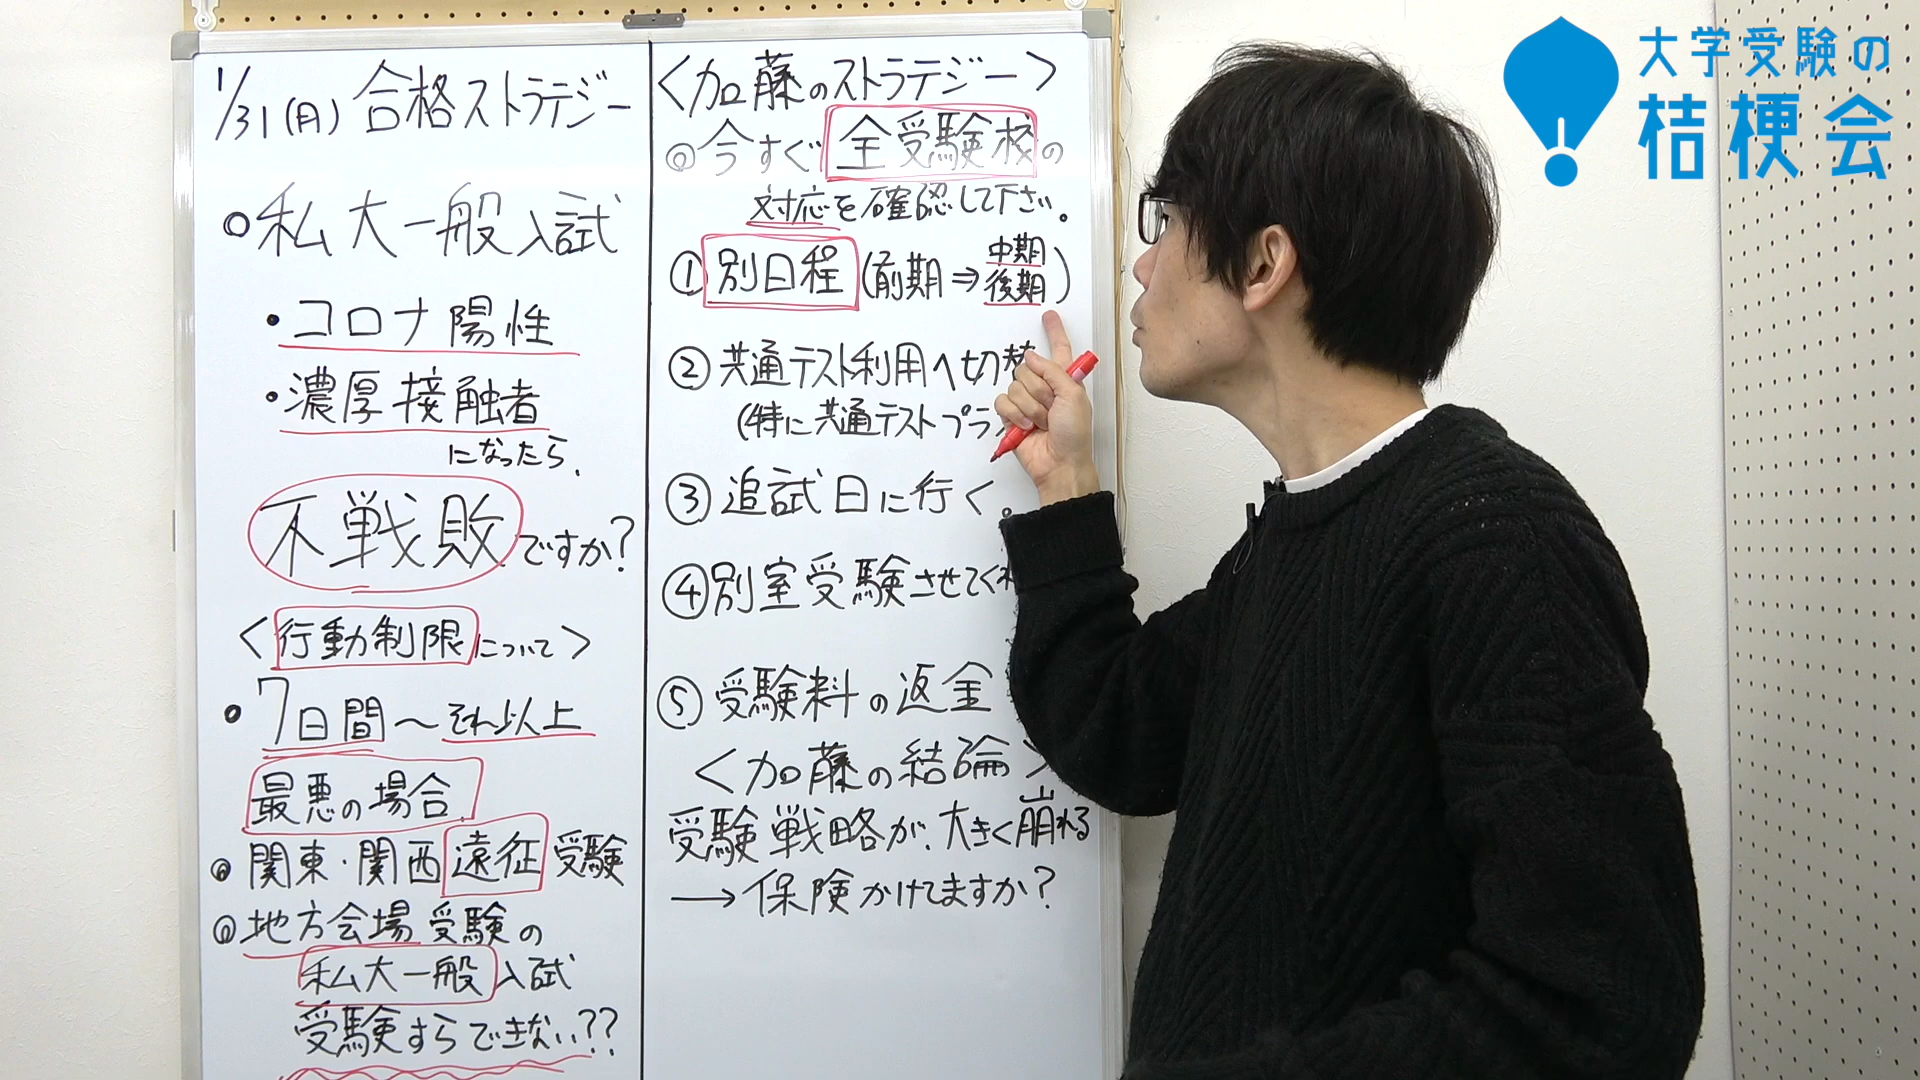 1/31(月) 合格ストラテジー
○私大一般入試
・コロナ陽性
・濃厚接触者
になったら、
不戦敗ですか?
<行動制限について>
・7日間〜それ以上
最悪の場合
◎関東・関西遠征受験
◎地方会場受験の
私大一般入試
受験すらできない??
<加藤のストラテジー>
◎今すぐ全受験校の
対応を確認して下さい。
①別日程(前期⇒中期
後期)
②共通テスト利用へ切替
(特に共通テストプラン
③追試日に行く。
④別室受験させてくれ
⑤受験料の返金
<加藤の結論>
受験戦略が、大きく崩れる
→保険かけてますか?
大学受験の
桔梗会